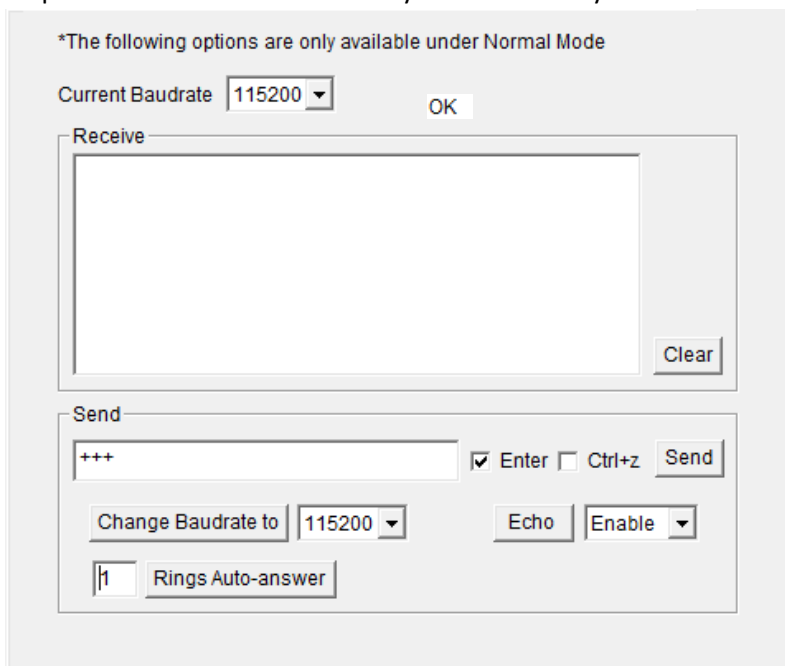 *The following options are only available under Normal Mode
Current Baudrate 115200
OK
Receive
Clear
Send
+++ Enter Ctrl+z Send
Change Baudrate to 115200 Echo Enable
1 Rings Auto-answer